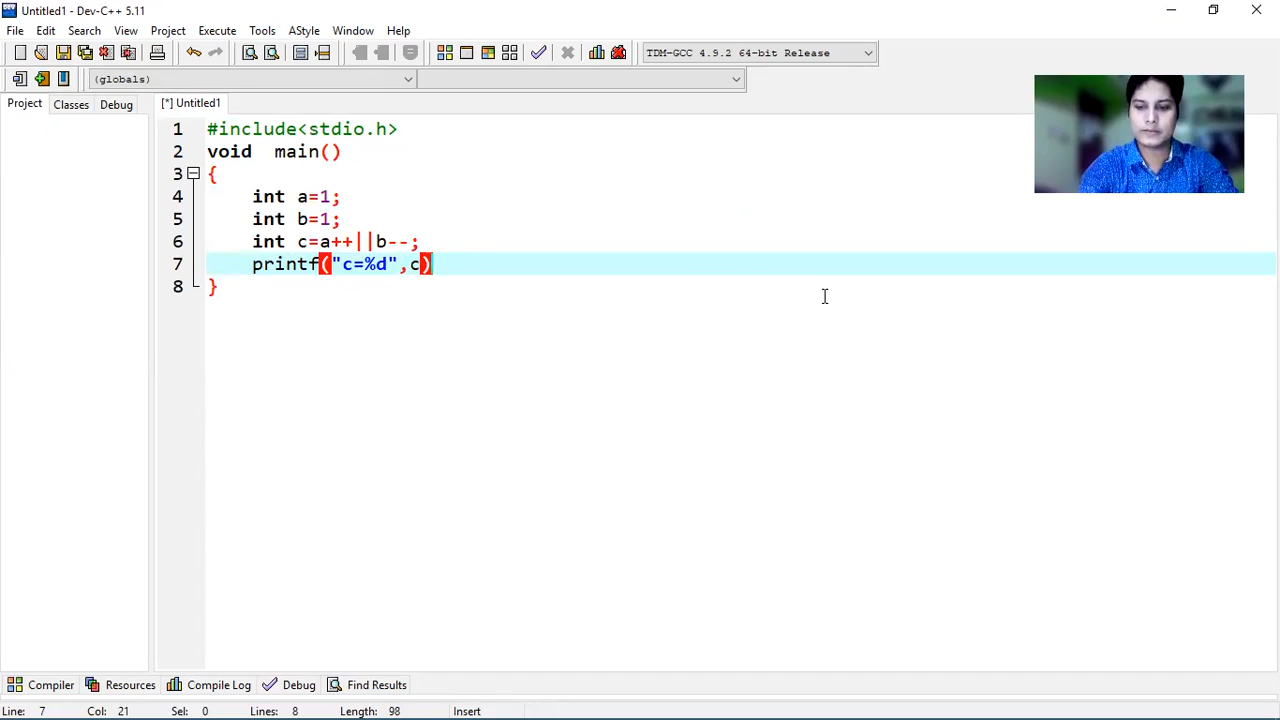 Untitled1 - Dev-C++ 5.11
File Edit Search View Project Execute Tools AStyle Window Help
TDM-GCC 4.9.2 64-bit Release
(globals)
Project Classes Debug [*] Untitled1
1 #include<stdio.h>
2 void main()
3 {
4 int a=1;
5 int b=1;
6 int c=a++||b--;
7 printf("c=%d",c)
8 }
Compiler Resources Compile Log Debug Find Results
Line: 7 Col: 21 Sel: 0 Lines: 8 Length: 98 Insert